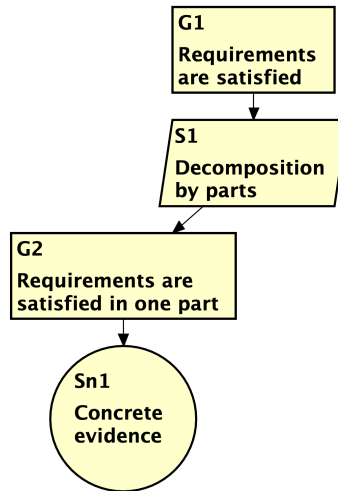 G1
Requirements
are satisfied
S1
Decomposition
by parts
G2
Requirements are
satisfied in one part
Sn1
Concrete
evidence